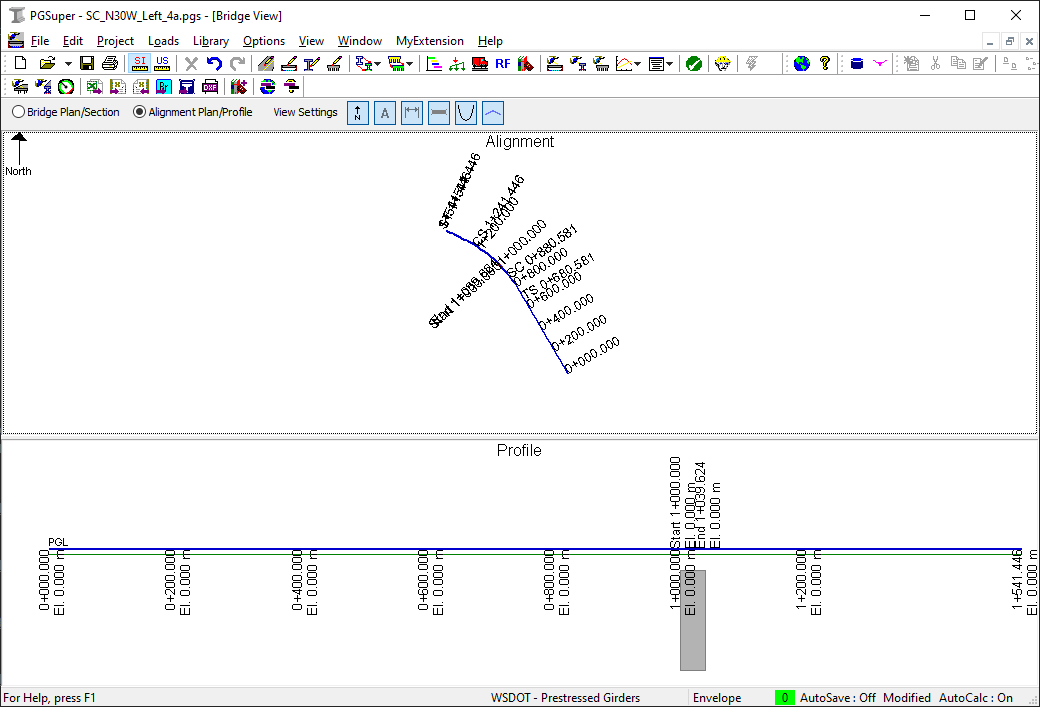 PGSuper - SC_N30W_Left_4a.pgs - [Bridge View]
File Edit Project Loads Library Options View Window MyExtension Help
SI US RF
DXF
Bridge Plan/Section Alignment Plan/Profile View Settings N A
Alignment
North
CS 1+241.446
1+200.000
1+000.000
SC 0+880.581
0+800.000
TS 0+680.581
0+600.000
0+400.000
0+200.000
0+000.000
Profile
PGL
Start 1+000.000
El. 0.000 m
End 1+039.624
El. 0.000 m
0+000.000
El. 0.000 m
0+200.000
El. 0.000 m
0+400.000
El. 0.000 m
0+600.000
El. 0.000 m
0+800.000
El. 0.000 m
1+000.000
El. 0.000 m
1+200.000
El. 0.000 m
1+541.446
El. 0.000 m
For Help, press F1 WSDOT - Prestressed Girders Envelope 0 AutoSave : Off Modified AutoCalc : On